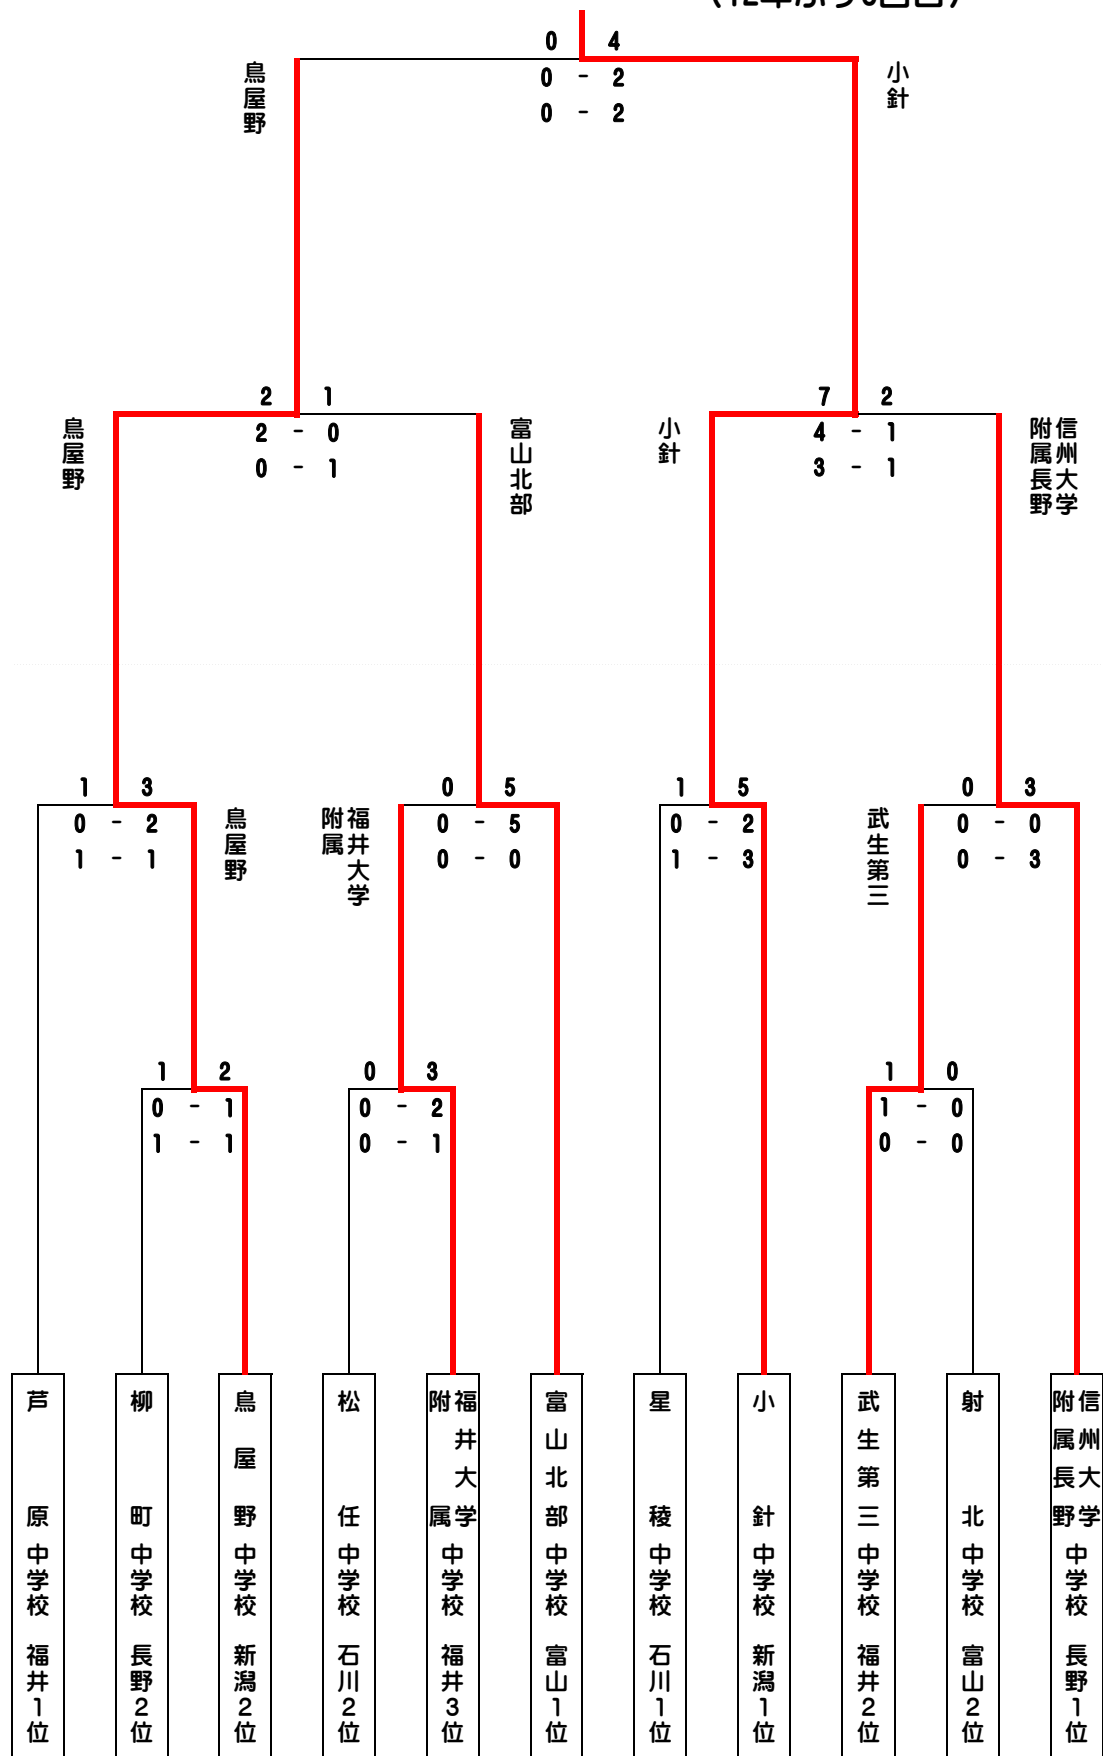 0 4
鳥屋野
小針
0 - 2
0 - 2
2 1
7 2
鳥屋野
2 - 0
0 - 1
富山北部
小針
4 - 1
3 - 1
信州大学
附属長野
1 3
0 5
1 5
0 3
0 - 2
1 - 1
鳥屋野
福井大学
附属
0 - 5
0 - 0
0 - 2
1 - 3
武生第三
0 - 0
0 - 3
1 2
0 3
1 0
0 - 1
1 - 1
0 - 2
0 - 1
1 - 0
0 - 0
芦原中学校 福井1位
柳町中学校 長野2位
鳥屋野中学校 新潟2位
松任中学校 石川2位
福井大学附属中学校 福井3位
富山北部中学校 富山1位
星稜中学校 石川1位
小針中学校 新潟1位
武生第三中学校 福井2位
射北中学校 富山2位
信州大学附属長野中学校 長野1位